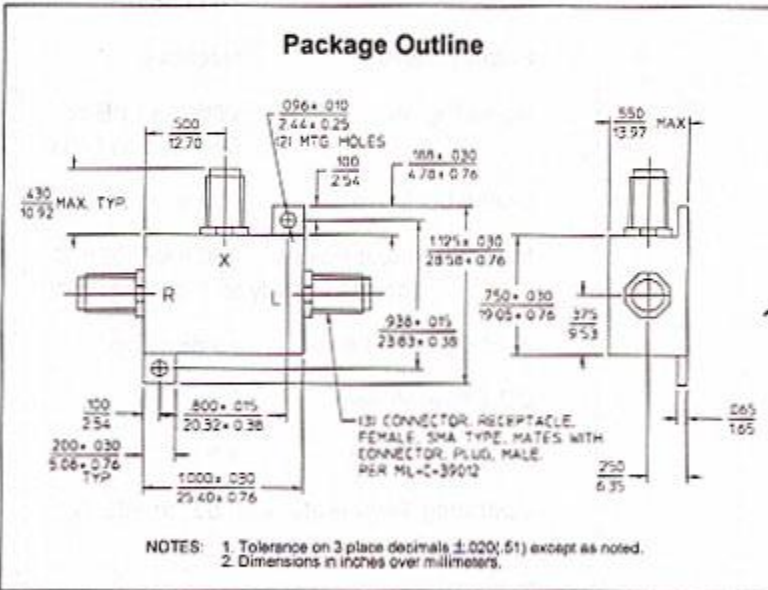 Package Outline
.500
12.70
.096± .010
2.44± 0.25
(2) MTG. HOLES
.100
2.54
.188± .030
4.78± 0.76
.550
13.97 MAX
.430
10.92 MAX. TYP.
X
R
L
1.125± .030
28.58± 0.76
.938± .015
23.83± 0.38
.750± .030
19.05± 0.76
.375
9.53
.100
2.54
.800± .015
20.32± 0.38
.200± .030
5.08± 0.76
TYP
1.000± .030
25.40± 0.76
(3) CONNECTOR, RECEPTACLE,
FEMALE, SMA TYPE, MATES WITH
CONNECTOR, PLUG, MALE,
PER MIL-C-39012
.065
1.65
.250
6.35
NOTES: 1. Tolerance on 3 place decimals ±.020(.51) except as noted.
2. Dimensions in inches over millimeters.